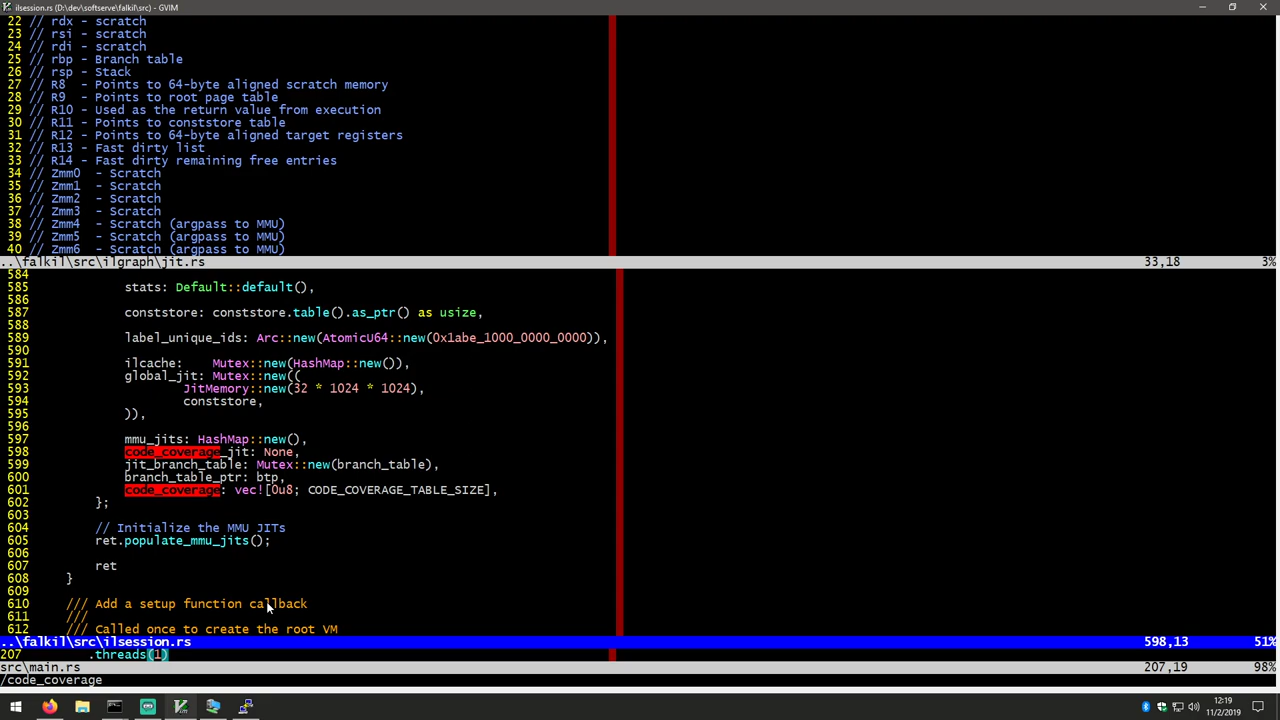 ilsession.rs (D:\dev\softserve\falkil\src) - GVIM
22 // rdx - scratch
23 // rsi - scratch
24 // rdi - scratch
25 // rbp - Branch table
26 // rsp - Stack
27 // R8  - Points to 64-byte aligned scratch memory
28 // R9  - Points to root page table
29 // R10 - Used as the return value from execution
30 // R11 - Points to conststore table
31 // R12 - Points to 64-byte aligned target registers
32 // R13 - Fast dirty list
33 // R14 - Fast dirty remaining free entries
34 // Zmm0  - Scratch
35 // Zmm1  - Scratch
36 // Zmm2  - Scratch
37 // Zmm3  - Scratch
38 // Zmm4  - Scratch (argpass to MMU)
39 // Zmm5  - Scratch (argpass to MMU)
40 // Zmm6  - Scratch (argpass to MMU)
..\falkil\src\ilgraph\jit.rs 33,18 3%
584
585 stats: Default::default(),
586
587 conststore: conststore.table().as_ptr() as usize,
588
589 label_unique_ids: Arc::new(AtomicU64::new(0x1abe_1000_0000_0000)),
590
591 ilcache:    Mutex::new(HashMap::new()),
592 global_jit: Mutex::new((
593 JitMemory::new(32 * 1024 * 1024),
594 conststore,
595 )),
596
597 mmu_jits: HashMap::new(),
598 code_coverage_jit: None,
599 jit_branch_table: Mutex::new(branch_table),
600 branch_table_ptr: btp,
601 code_coverage: vec![0u8; CODE_COVERAGE_TABLE_SIZE],
602 };
603
604 // Initialize the MMU JITs
605 ret.populate_mmu_jits();
606
607 ret
608 }
609
610 /// Add a setup function callback
611 ///
612 /// Called once to create the root VM
..\falkil\src\ilsession.rs 598,13 51%
207 .threads(1)
src\main.rs 207,19 98%
/code_coverage
12:19
11/2/2019